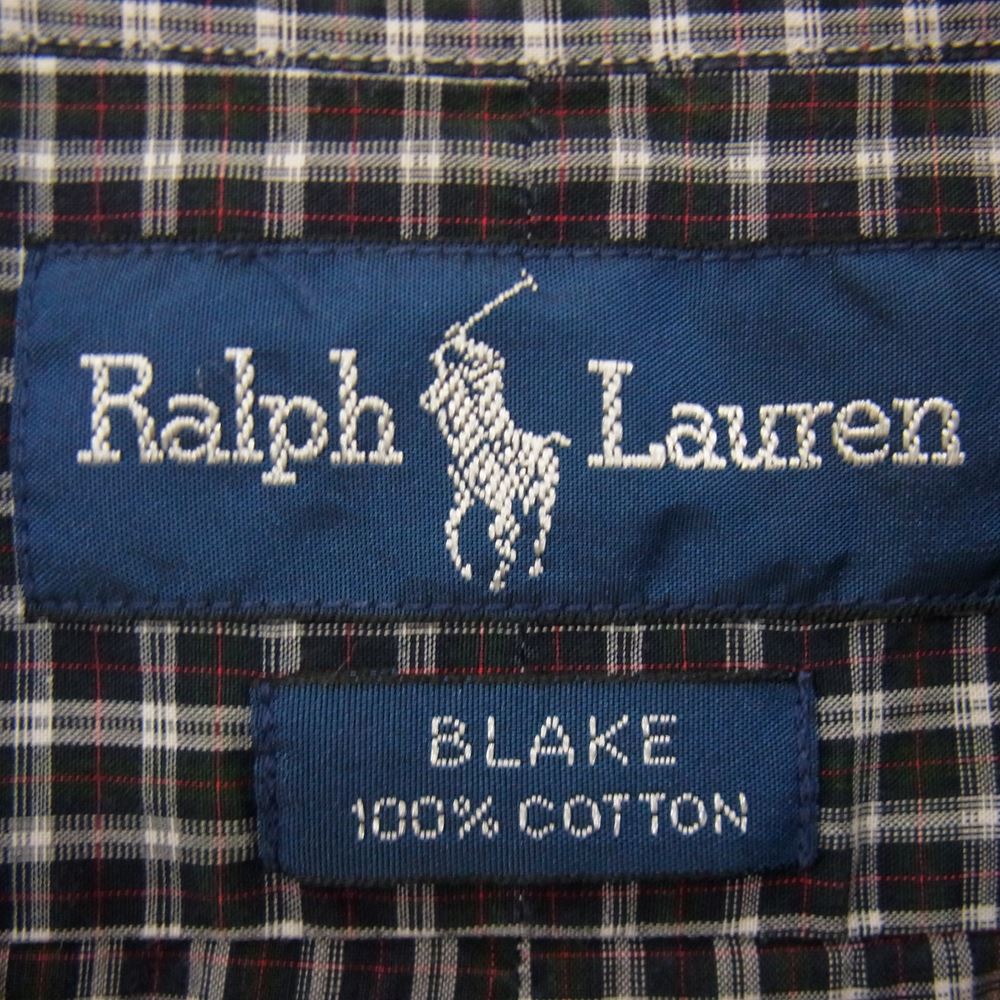 Ralph Lauren
BLAKE
100% COTTON